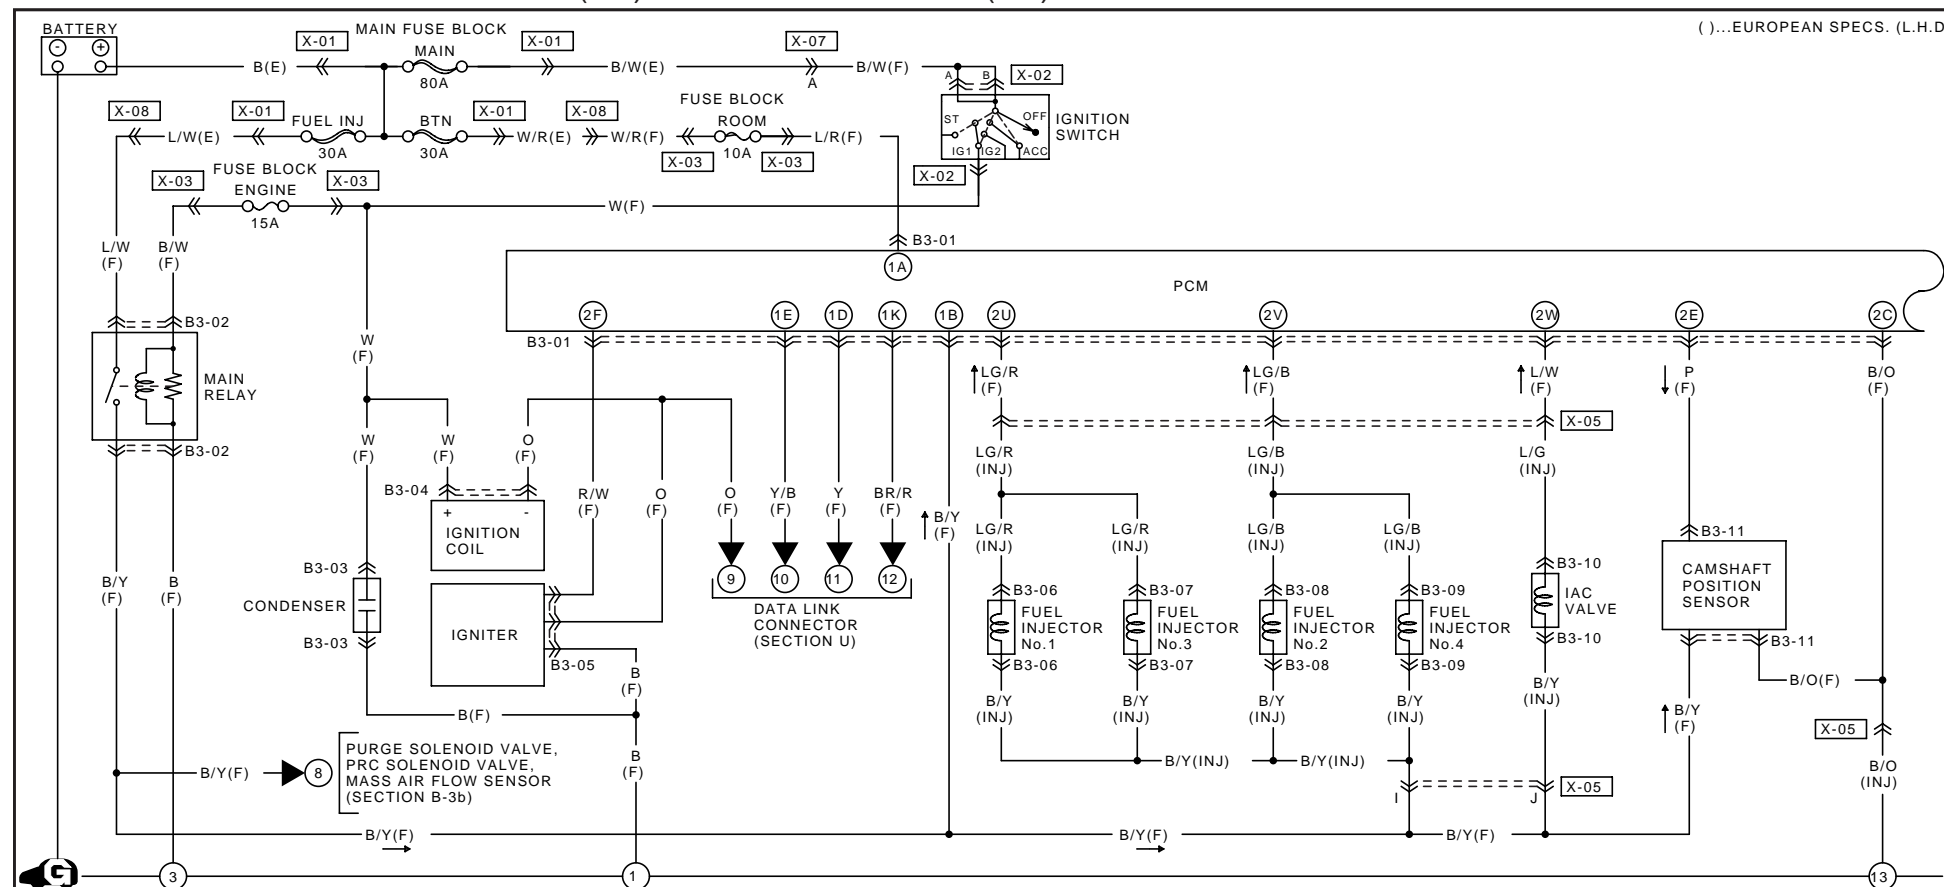 BATTERY
- +
X-01
MAIN FUSE BLOCK
MAIN
80A
X-01
X-07
( )...EUROPEAN SPECS. (L.H.D
B(E)
B/W(E)
A
B/W(F)
A
B
X-02
X-08
X-01
FUEL INJ
30A
BTN
30A
X-01
X-08
FUSE BLOCK
ROOM
10A
L/W(E)
W/R(E)
W/R(F)
X-03
X-03
L/R(F)
ST
OFF
IG1
IG2
ACC
IGNITION
SWITCH
X-02
X-03
FUSE BLOCK
ENGINE
15A
X-03
W(F)
L/W
(F)
B/W
(F)
B3-01
1A
PCM
2F
1E
1D
1K
1B
2U
2V
2W
2E
2C
B3-01
B3-02
MAIN
RELAY
B3-02
W
(F)
LG/R
(F)
LG/B
(F)
L/W
(F)
P
(F)
B/O
(F)
X-05
W
(F)
W
(F)
O
(F)
LG/R
(INJ)
LG/B
(INJ)
L/G
(INJ)
B3-04
+ -
IGNITION
COIL
R/W
(F)
O
(F)
O
(F)
Y/B
(F)
Y
(F)
BR/R
(F)
B/Y
(F)
LG/R
(INJ)
LG/R
(INJ)
LG/B
(INJ)
LG/B
(INJ)
B3-11
B/Y
(F)
B
(F)
B3-03
CONDENSER
B3-03
IGNITER
B3-05
9
10
11
12
DATA LINK
CONNECTOR
(SECTION U)
B3-06
FUEL
INJECTOR
No.1
B3-06
B3-07
FUEL
INJECTOR
No.3
B3-07
B3-08
FUEL
INJECTOR
No.2
B3-08
B3-09
FUEL
INJECTOR
No.4
B3-09
B3-10
IAC
VALVE
B3-10
CAMSHAFT
POSITION
SENSOR
B3-11
B
(F)
B(F)
B/Y
(INJ)
B/Y
(INJ)
B/Y
(INJ)
B/Y
(INJ)
B/Y
(INJ)
B/Y
(F)
B/O(F)
X-05
B/Y(F)
8
PURGE SOLENOID VALVE,
PRC SOLENOID VALVE,
MASS AIR FLOW SENSOR
(SECTION B-3b)
B
(F)
B/Y(INJ)
B/Y(INJ)
B/O
(INJ)
I
J
X-05
B/Y(F)
B/Y(F)
B/Y(F)
G
3
1
13